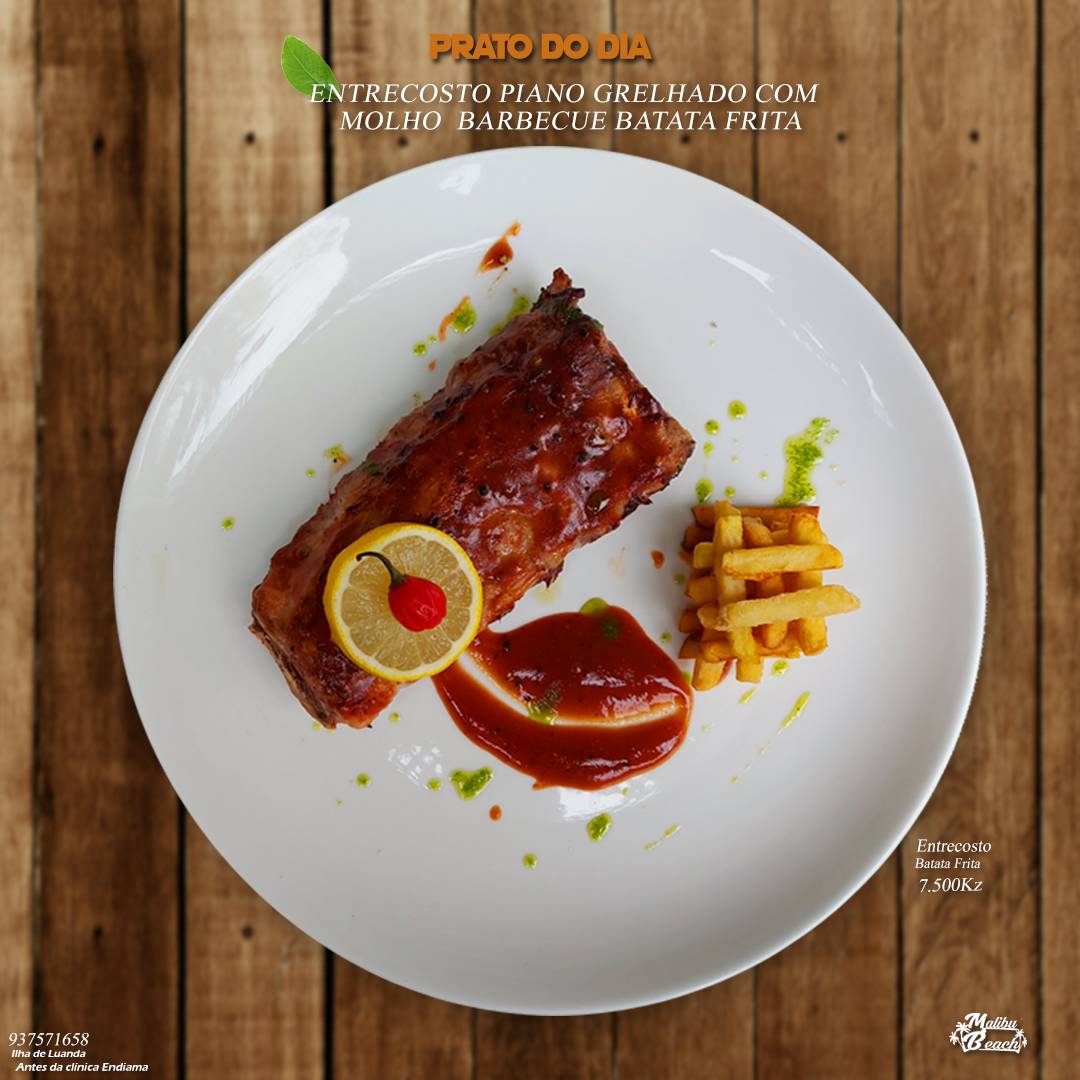 PRATO DO DIA
ENTRECOSTO PIANO GRELHADO COM
MOLHO BARBECUE BATATA FRITA
Entrecosto
Batata Frita
7.500Kz
937571658
Ilha de Luanda
Antes da clínica Endiama
Malibu
Beach